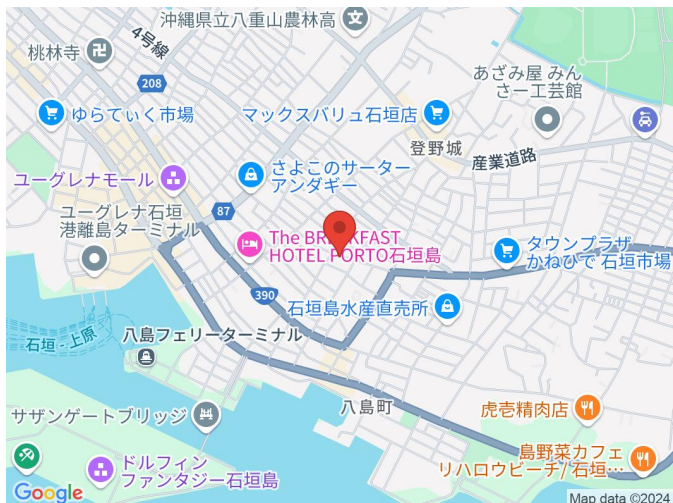 沖縄県立八重山農林高
4号線
桃林寺
208
あざみ屋 みん
さー工芸館
ゆらてぃく市場
マックスバリュ石垣店
登野城
産業道路
さよこのサーター
アンダギー
ユーグレナモール
ユーグレナ石垣
港離島ターミナル
87
The BREAKFAST
HOTEL PORTO石垣島
タウンプラザ
かねひで 石垣市場
390
石垣島水産直売所
石垣 - 上原
八島フェリーターミナル
八島町
虎壱精肉店
サザンゲートブリッジ
島野菜カフェ
リハロウビーチ/ 石垣…
ドルフィン
ファンタジー石垣島
Google
Map data ©2024